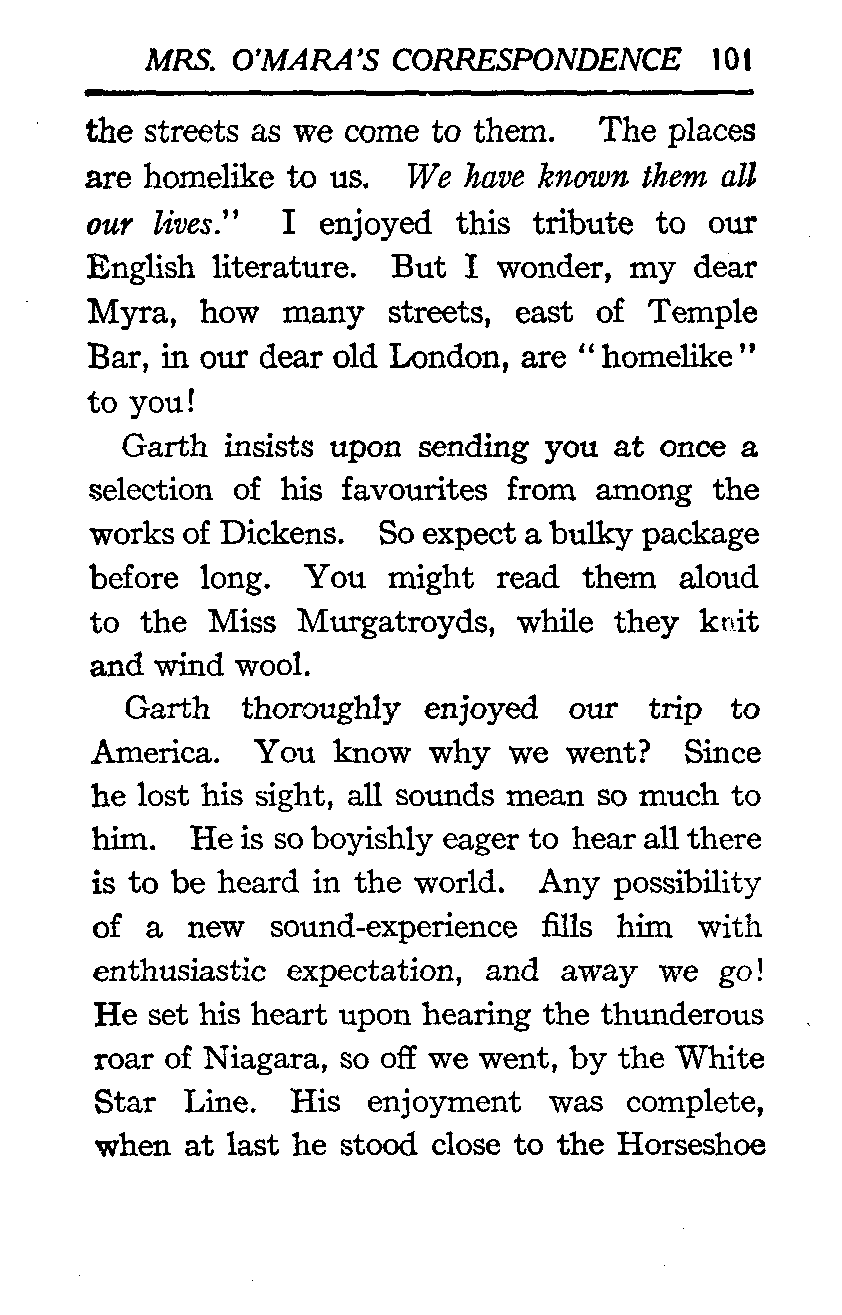 MRS. O'MARA'S CORRESPONDENCE 101
the streets as we come to them. The places
are homelike to us. We have known them all
our lives." I enjoyed this tribute to our
English literature. But I wonder, my dear
Myra, how many streets, east of Temple
Bar, in our dear old London, are "homelike"
to you!
Garth insists upon sending you at once a
selection of his favourites from among the
works of Dickens. So expect a bulky package
before long. You might read them aloud
to the Miss Murgatroyds, while they knit
and wind wool.
Garth thoroughly enjoyed our trip to
America. You know why we went? Since
he lost his sight, all sounds mean so much to
him. He is so boyishly eager to hear all there
is to be heard in the world. Any possibility
of a new sound-experience fills him with
enthusiastic expectation, and away we go!
He set his heart upon hearing the thunderous
roar of Niagara, so off we went, by the White
Star Line. His enjoyment was complete,
when at last he stood close to the Horseshoe